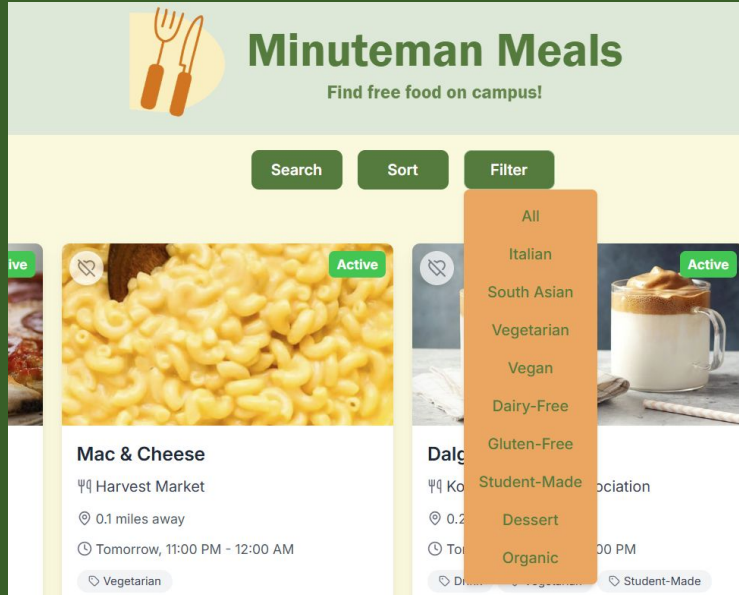 Minuteman Meals
Find free food on campus!
Search
Sort
Filter
All
Italian
South Asian
Vegetarian
Vegan
Dairy-Free
Gluten-Free
Student-Made
Dessert
Organic
Active
Mac & Cheese
Harvest Market
0.1 miles away
Tomorrow, 11:00 PM - 12:00 AM
Vegetarian
Active
Student-Made